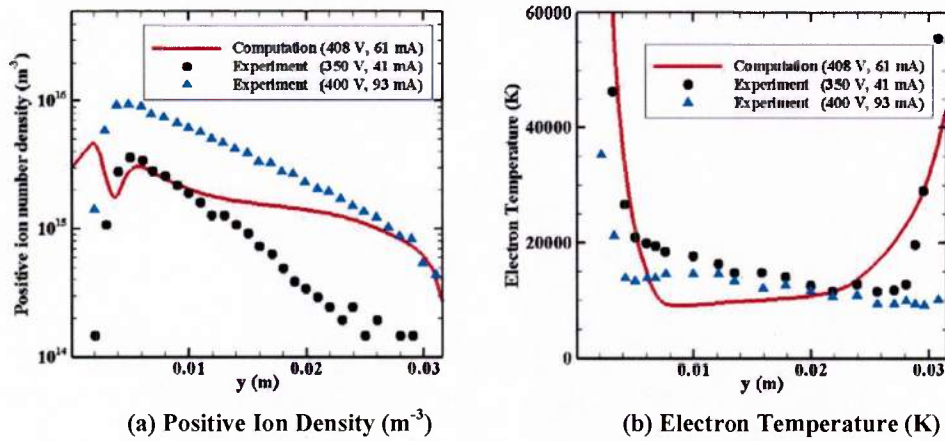 Computation (408 V, 61 mA)
Experiment (350 V, 41 mA)
Experiment (400 V, 93 mA)
Positive ion number density (m⁻³)
10¹⁶
10¹⁵
10¹⁴
0.01
0.02
0.03
y (m)
(a) Positive Ion Density (m⁻³)
Computation (408 V, 61 mA)
Experiment (350 V, 41 mA)
Experiment (400 V, 93 mA)
Electron Temperature (K)
60000
40000
20000
0
0.01
0.02
0.03
y (m)
(b) Electron Temperature (K)